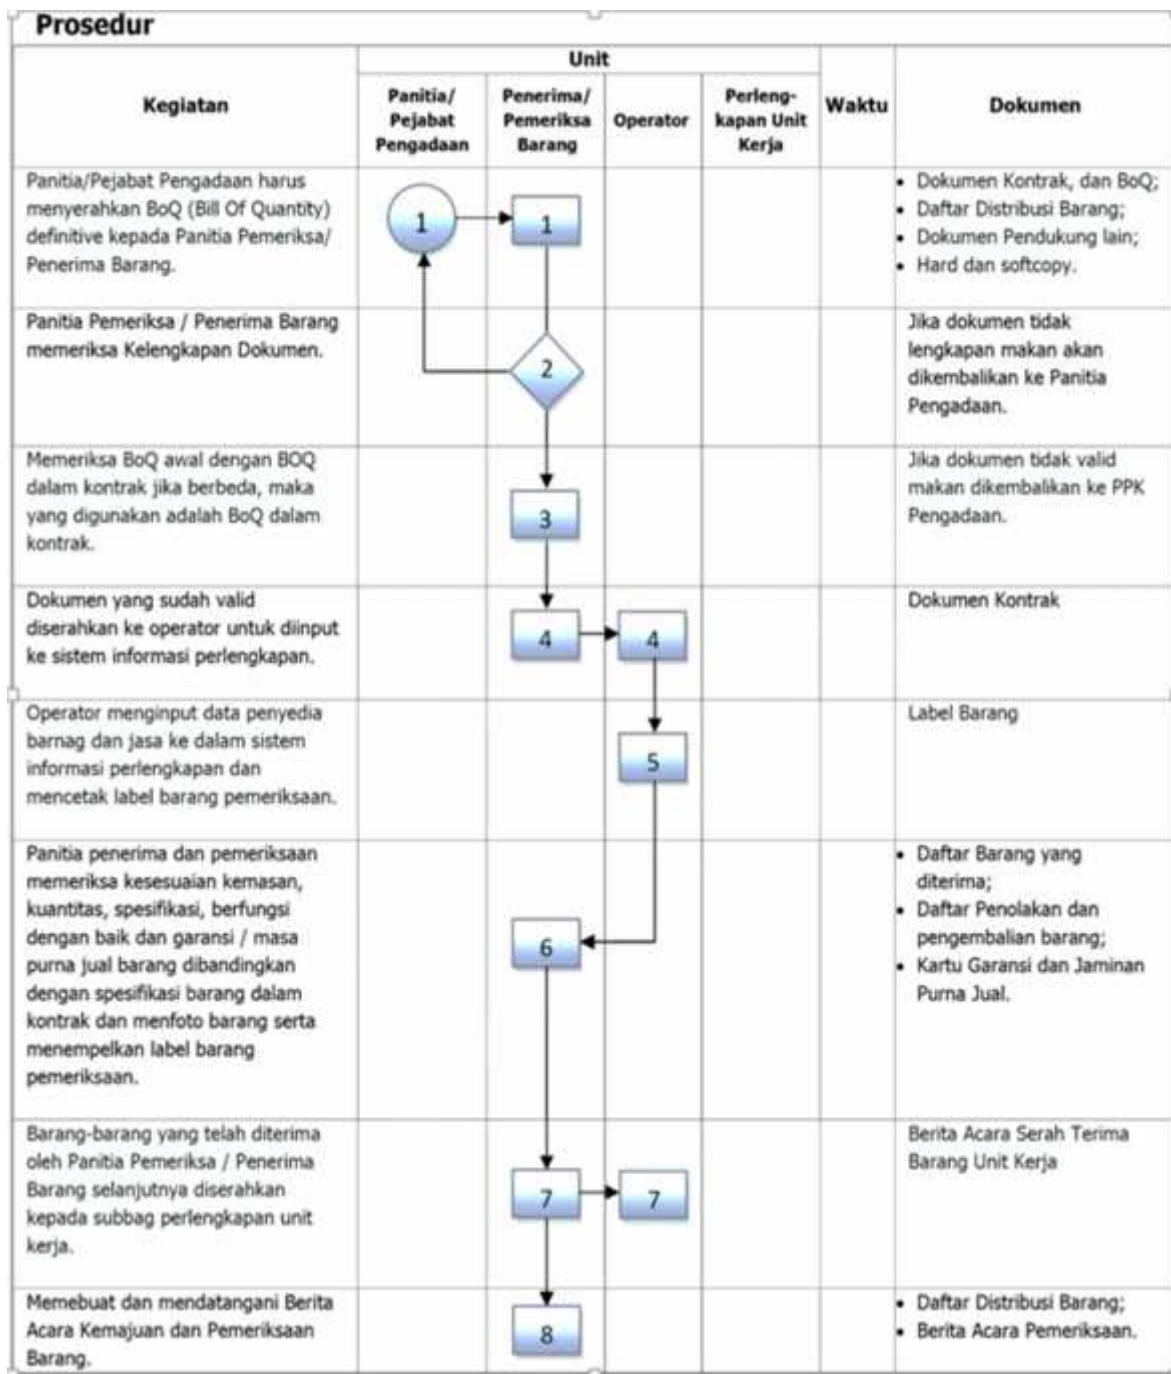 Prosedur
Unit
Kegiatan
Panitia/
Pejabat
Pengadaan
Penerima/
Pemeriksa
Barang
Operator
Perleng-
kapan Unit
Kerja
Waktu
Dokumen
Panitia/Pejabat Pengadaan harus
menyerahkan BoQ (Bill Of Quantity)
definitive kepada Panitia Pemeriksa/
Penerima Barang.
1
1
• Dokumen Kontrak, dan BoQ;
• Daftar Distribusi Barang;
• Dokumen Pendukung lain;
• Hard dan softcopy.
Panitia Pemeriksa / Penerima Barang
memeriksa Kelengkapan Dokumen.
2
Jika dokumen tidak
lengkapan makan akan
dikembalikan ke Panitia
Pengadaan.
Memeriksa BoQ awal dengan BOQ
dalam kontrak jika berbeda, maka
yang digunakan adalah BoQ dalam
kontrak.
3
Jika dokumen tidak valid
makan dikembalikan ke PPK
Pengadaan.
Dokumen yang sudah valid
diserahkan ke operator untuk diinput
ke sistem informasi perlengkapan.
4
4
Dokumen Kontrak
Operator menginput data penyedia
barnag dan jasa ke dalam sistem
informasi perlengkapan dan
mencetak label barang pemeriksaan.
5
Label Barang
Panitia penerima dan pemeriksaan
memeriksa kesesuaian kemasan,
kuantitas, spesifikasi, berfungsi
dengan baik dan garansi / masa
purna jual barang dibandingkan
dengan spesifikasi barang dalam
kontrak dan menfoto barang serta
menempelkan label barang
pemeriksaan.
6
• Daftar Barang yang
diterima;
• Daftar Penolakan dan
pengembalian barang;
• Kartu Garansi dan Jaminan
Purna Jual.
Barang-barang yang telah diterima
oleh Panitia Pemeriksa / Penerima
Barang selanjutnya diserahkan
kepada subbag perlengkapan unit
kerja.
7
7
Berita Acara Serah Terima
Barang Unit Kerja
Memebuat dan mendatangani Berita
Acara Kemajuan dan Pemeriksaan
Barang.
8
• Daftar Distribusi Barang;
• Berita Acara Pemeriksaan.